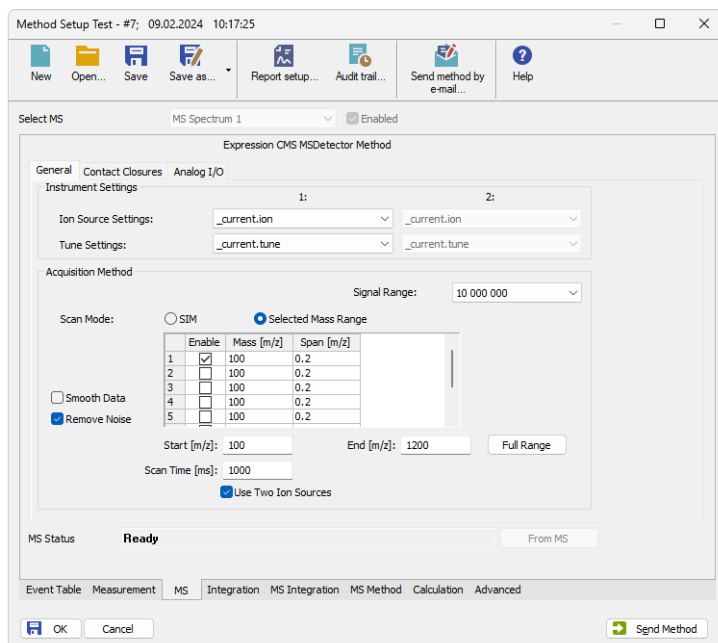 Method Setup Test - #7; 09.02.2024 10:17:25
New Open... Save Save as... Report setup... Audit trail... Send method by e-mail... Help
Select MS MS Spectrum 1 Enabled
Expression CMS MSDetector Method
General Contact Closures Analog I/O
Instrument Settings
1: 2:
Ion Source Settings: _current.ion _current.ion
Tune Settings: _current.tune _current.tune
Acquisition Method
Signal Range: 10 000 000
Scan Mode: SIM Selected Mass Range
Enable Mass [m/z] Span [m/z]
1 100 0.2
2 100 0.2
3 100 0.2
4 100 0.2
5 100 0.2
Smooth Data
Remove Noise
Start [m/z]: 100 End [m/z]: 1200 Full Range
Scan Time [ms]: 1000
Use Two Ion Sources
MS Status Ready From MS
Event Table Measurement MS Integration MS Integration MS Method Calculation Advanced
OK Cancel Send Method